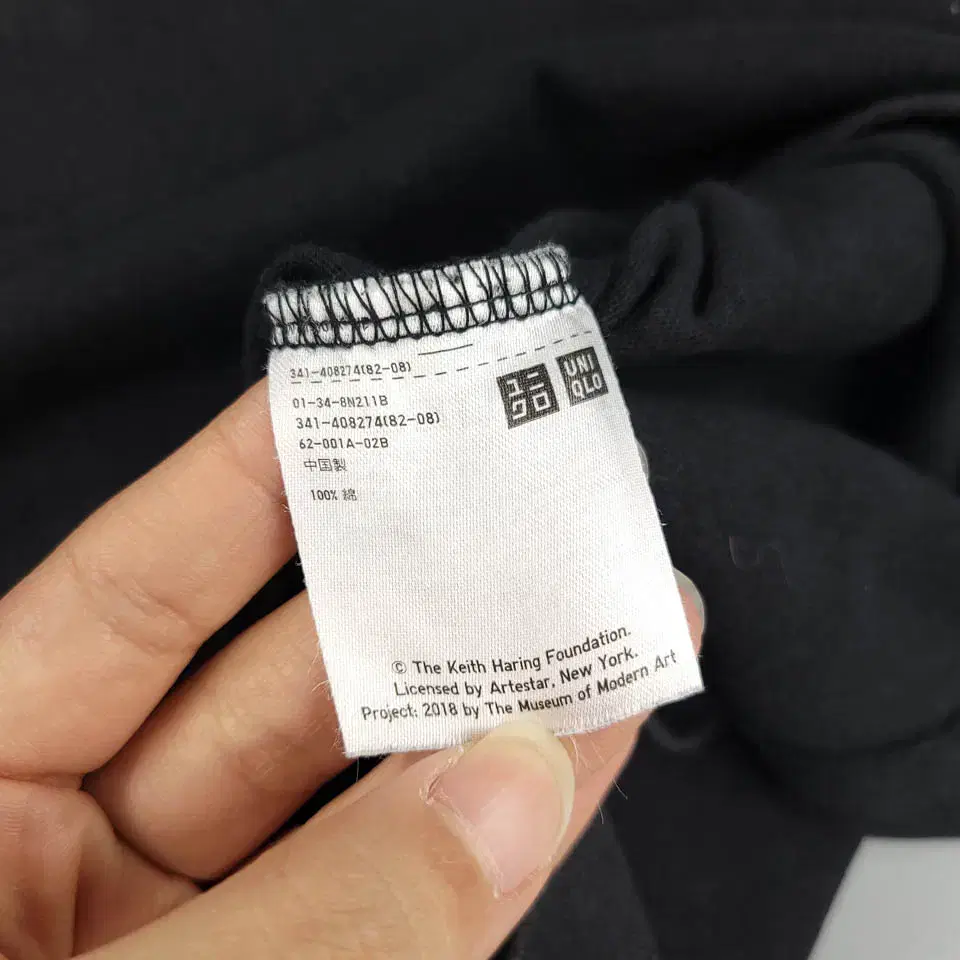 341-408274(82-08)
ユニ
クロ
UNI
QLO
01-34-8N211B
341-408274(82-08)
62-001A-02B
中国製
100% 綿
© The Keith Haring Foundation.
Licensed by Artestar, New York.
Project: 2018 by The Museum of Modern Art